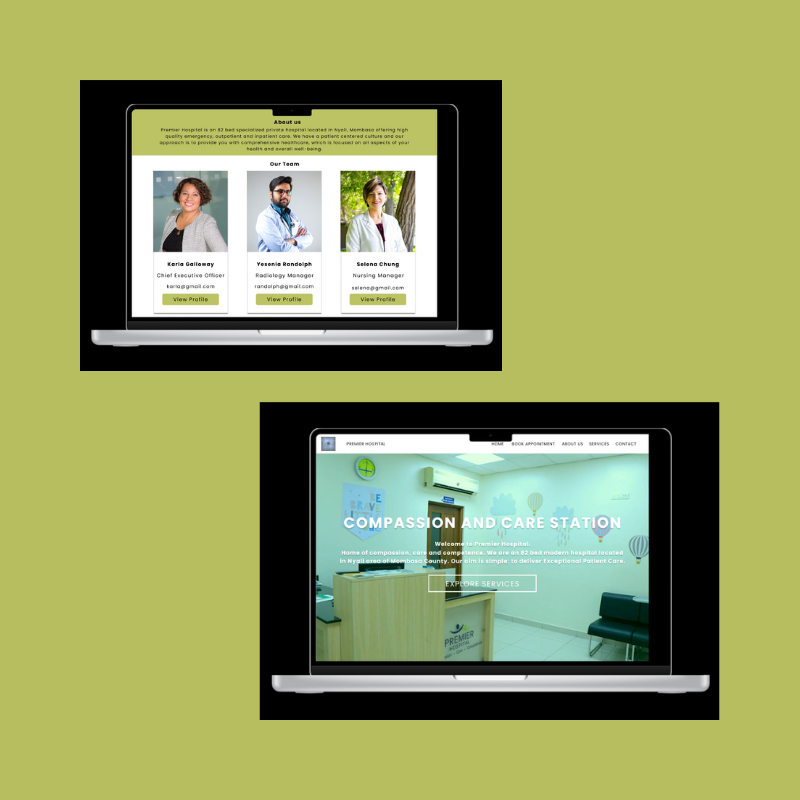 About us
Premier Hospital is an 82 bed specialized private hospital located in Nyali, Mombasa offering high
quality emergency, outpatient and inpatient care. We have a patient centered culture and our
approach is to provide you with comprehensive healthcare, which is focused on all aspects of your
health and overall well-being.
Our Team
Karla Galloway
Chief Executive Officer
karla@gmail.com
View Profile
Yesenia Randolph
Radiology Manager
randolph@gmail.com
View Profile
Selena Chung
Nursing Manager
selena@gmail.com
View Profile
PREMIER HOSPITAL
HOME BOOK APPOINTMENT ABOUT US SERVICES CONTACT
BE
BRAVE
COMPASSION AND CARE STATION
Welcome to Premier Hospital.
Home of compassion, care and competence. We are an 82 bed modern hospital located
in Nyali area of Mombasa County. Our aim is simple: to deliver Exceptional Patient Care.
EXPLORE SERVICES
PREMIER
HOSPITAL